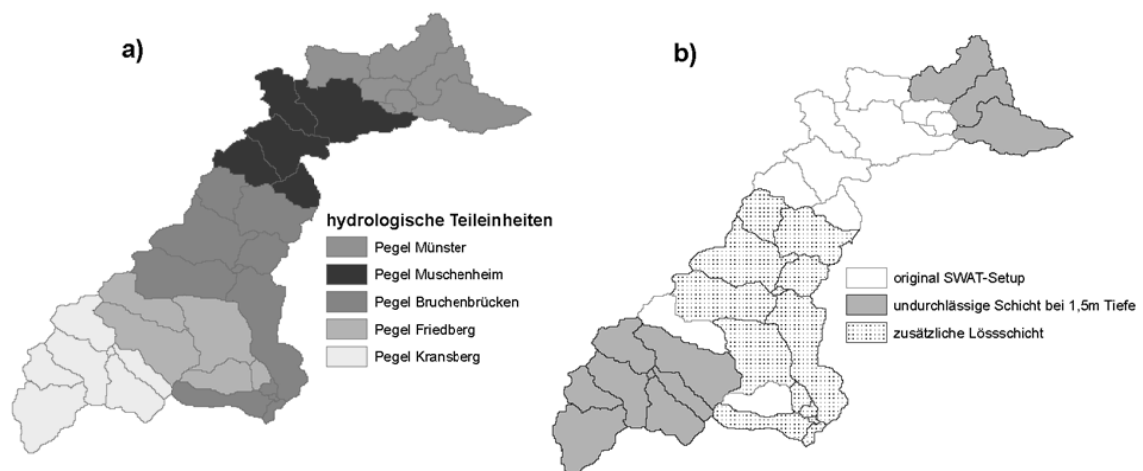 a)
hydrologische Teileinheiten
Pegel Münster
Pegel Muschenheim
Pegel Bruchenbrücken
Pegel Friedberg
Pegel Kransberg
b)
original SWAT-Setup
undurchlässige Schicht bei 1,5m Tiefe
zusätzliche Lössschicht